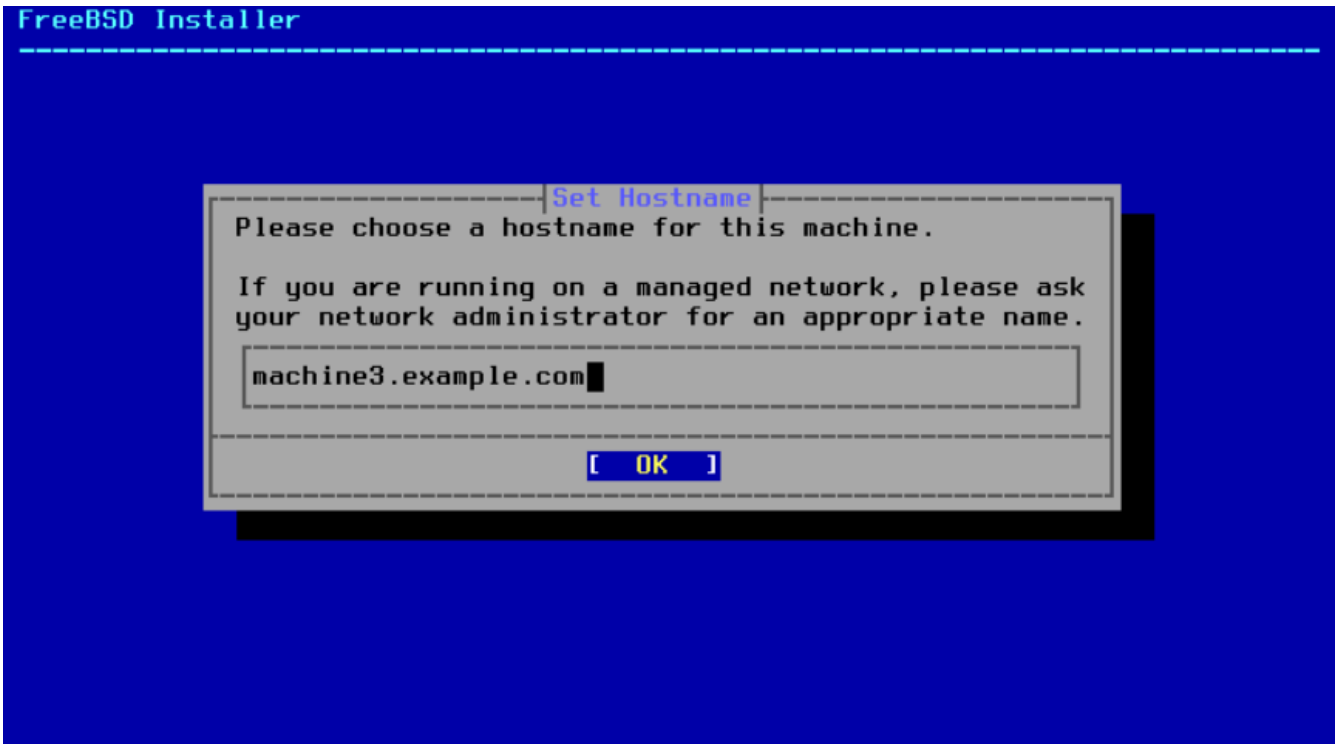 FreeBSD Installer
Set Hostname
Please choose a hostname for this machine.
If you are running on a managed network, please ask
your network administrator for an appropriate name.
machine3.example.com
[ OK ]